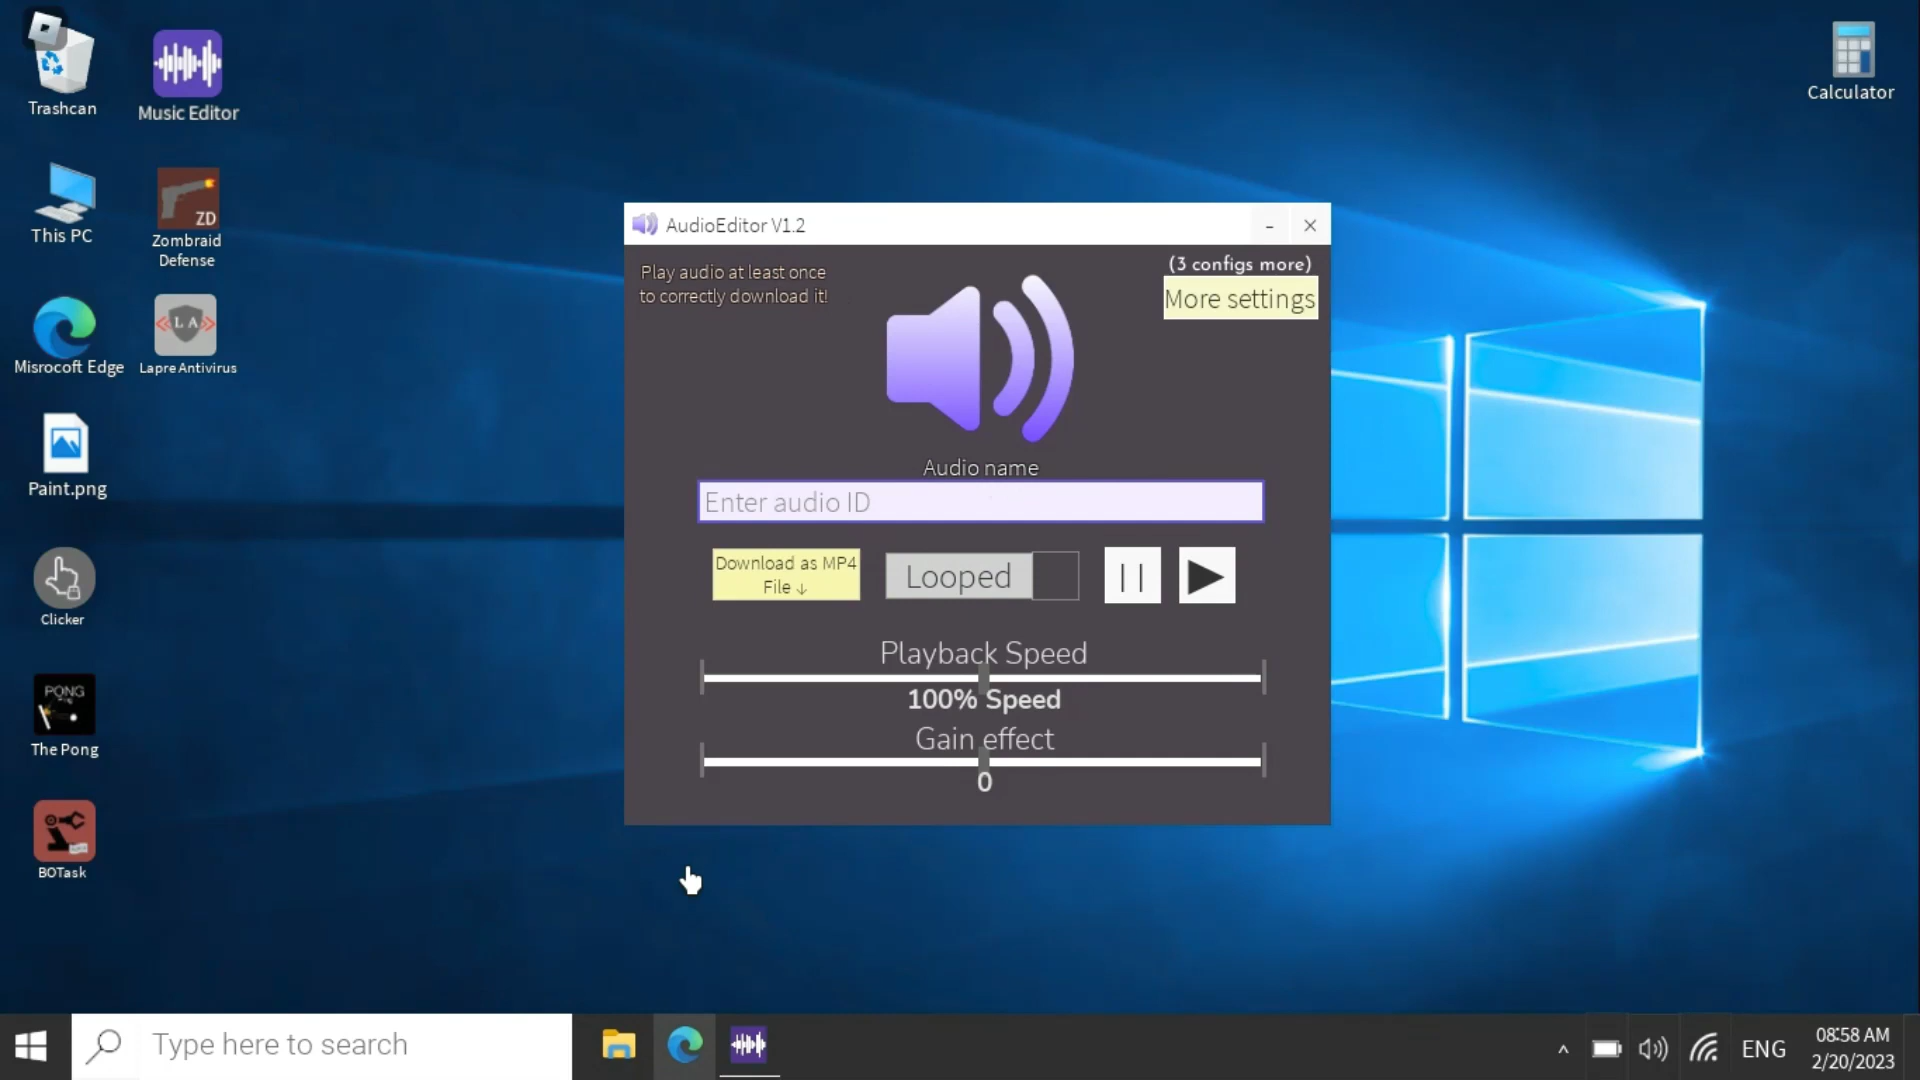 Trashcan
Music Editor
Calculator
This PC
ZD
Zombraid
Defense
Misrocoft Edge
LA
Lapre Antivirus
Paint.png
Clicker
PONG
The Pong
BOTask
AudioEditor V1.2
Play audio at least once
to correctly download it!
(3 configs more)
More settings
Audio name
Enter audio ID
Download as MP4
File ↓
Looped
Playback Speed
100% Speed
Gain effect
0
Type here to search
ENG
08:58 AM
2/20/2023